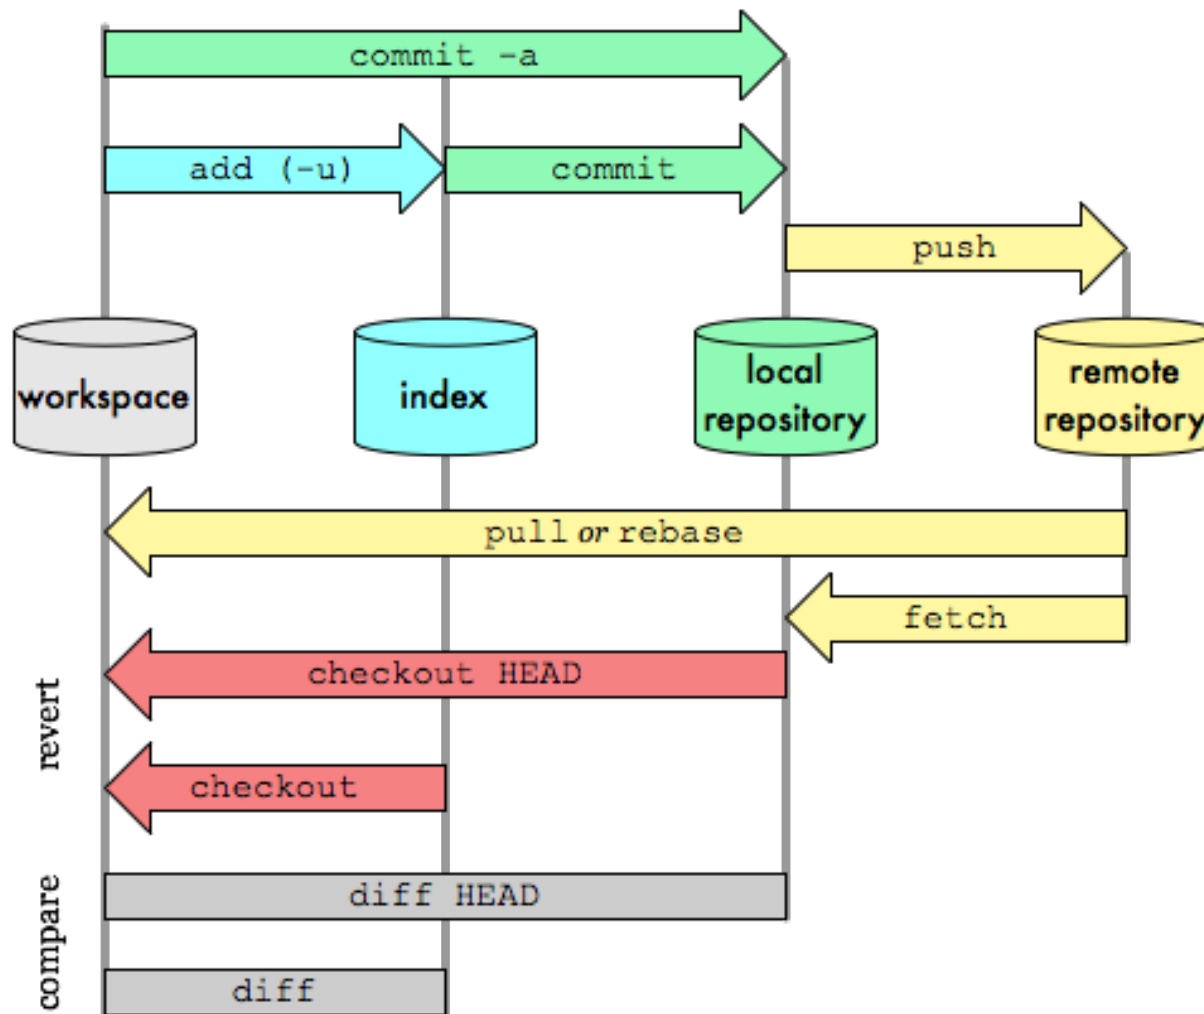 commit -a
add (-u)
commit
push
workspace
index
local
repository
remote
repository
pull or rebase
fetch
checkout HEAD
revert
checkout
diff HEAD
compare
diff